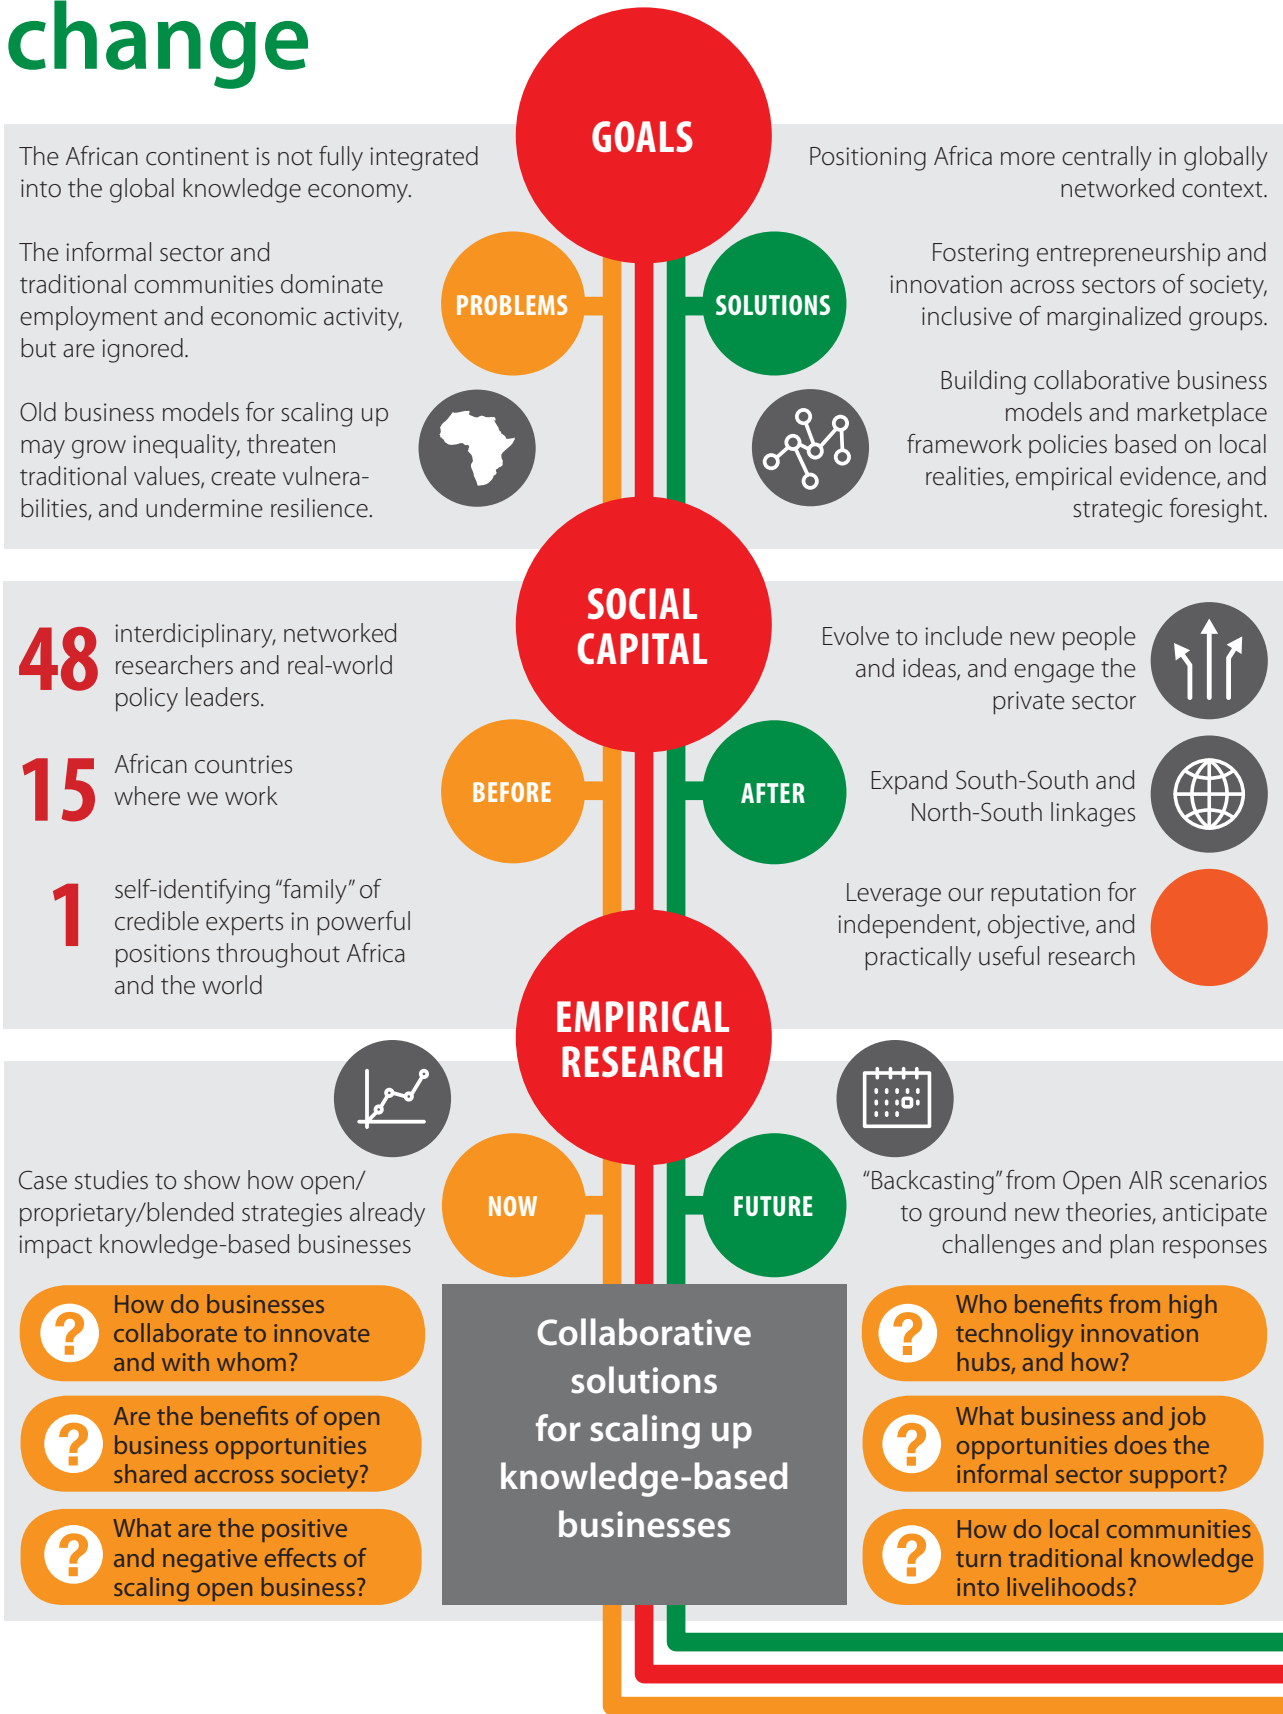 change
GOALS
The African continent is not fully integrated
into the global knowledge economy.
The informal sector and
traditional communities dominate
employment and economic activity,
but are ignored.
Old business models for scaling up
may grow inequality, threaten
traditional values, create vulnera-
bilities, and undermine resilience.
PROBLEMS
SOLUTIONS
Positioning Africa more centrally in globally
networked context.
Fostering entrepreneurship and
innovation across sectors of society,
inclusive of marginalized groups.
Building collaborative business
models and marketplace
framework policies based on local
realities, empirical evidence, and
strategic foresight.
SOCIAL
CAPITAL
48
interdiciplinary, networked
researchers and real-world
policy leaders.
15
African countries
where we work
1
self-identifying “family” of
credible experts in powerful
positions throughout Africa
and the world
BEFORE
AFTER
Evolve to include new people
and ideas, and engage the
private sector
Expand South-South and
North-South linkages
Leverage our reputation for
independent, objective, and
practically useful research
EMPIRICAL
RESEARCH
NOW
FUTURE
Case studies to show how open/
proprietary/blended strategies already
impact knowledge-based businesses
How do businesses
collaborate to innovate
and with whom?
Are the benefits of open
business opportunities
shared accross society?
What are the positive
and negative effects of
scaling open business?
Collaborative
solutions
for scaling up
knowledge-based
businesses
“Backcasting” from Open AIR scenarios
to ground new theories, anticipate
challenges and plan responses
Who benefits from high
technoligy innovation
hubs, and how?
What business and job
opportunities does the
informal sector support?
How do local communities
turn traditional knowledge
into livelihoods?